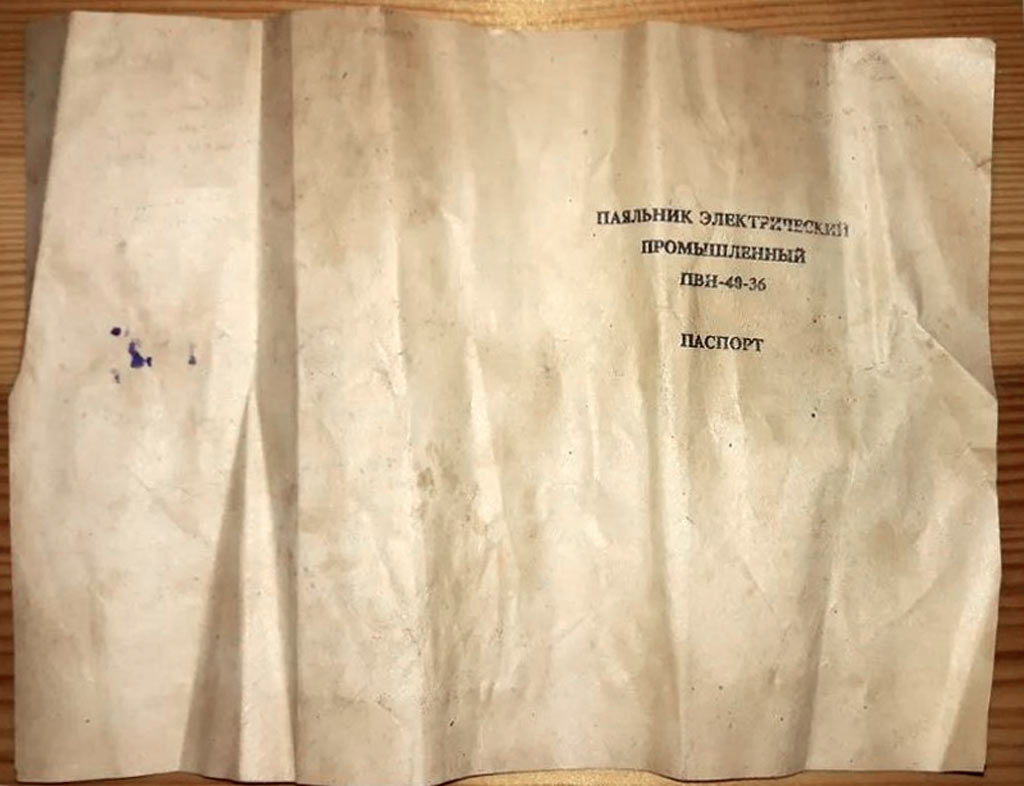 ПАЯЛЬНИК ЭЛЕКТРИЧЕСКИЙ
ПРОМЫШЛЕННЫЙ
ПВН-40-36
ПАСПОРТ